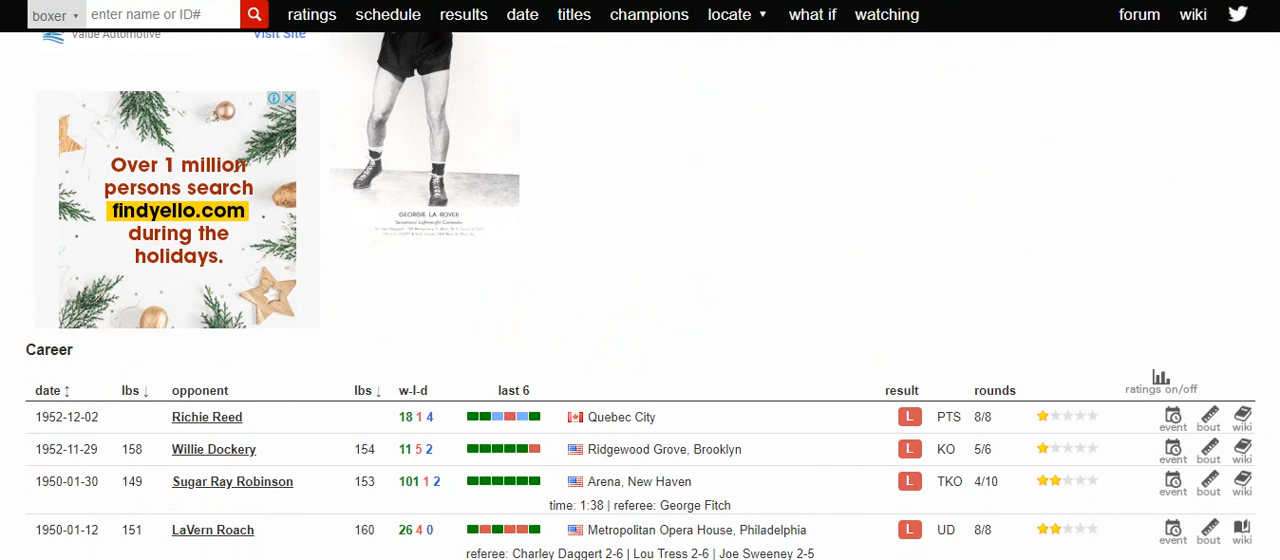 boxer enter name or ID# ratings schedule results date titles champions locate what if watching forum wiki
Value Automotive Visit Site
Over 1 million
persons search
findyello.com
during the
holidays.
GEORGIE LA ROVER
Sensational Lightweight Contender
Career
date lbs opponent lbs w-l-d last 6 result rounds ratings on/off
1952-12-02 Richie Reed 18 1 4 Quebec City L PTS 8/8 event bout wiki
1952-11-29 158 Willie Dockery 154 11 5 2 Ridgewood Grove, Brooklyn L KO 5/6 event bout wiki
1950-01-30 149 Sugar Ray Robinson 153 101 1 2 Arena, New Haven L TKO 4/10 event bout wiki
time: 1:38 | referee: George Fitch
1950-01-12 151 LaVern Roach 160 26 4 0 Metropolitan Opera House, Philadelphia L UD 8/8 event bout wiki
referee: Charley Daggert 2-6 | Lou Tress 2-6 | Joe Sweeney 2-5